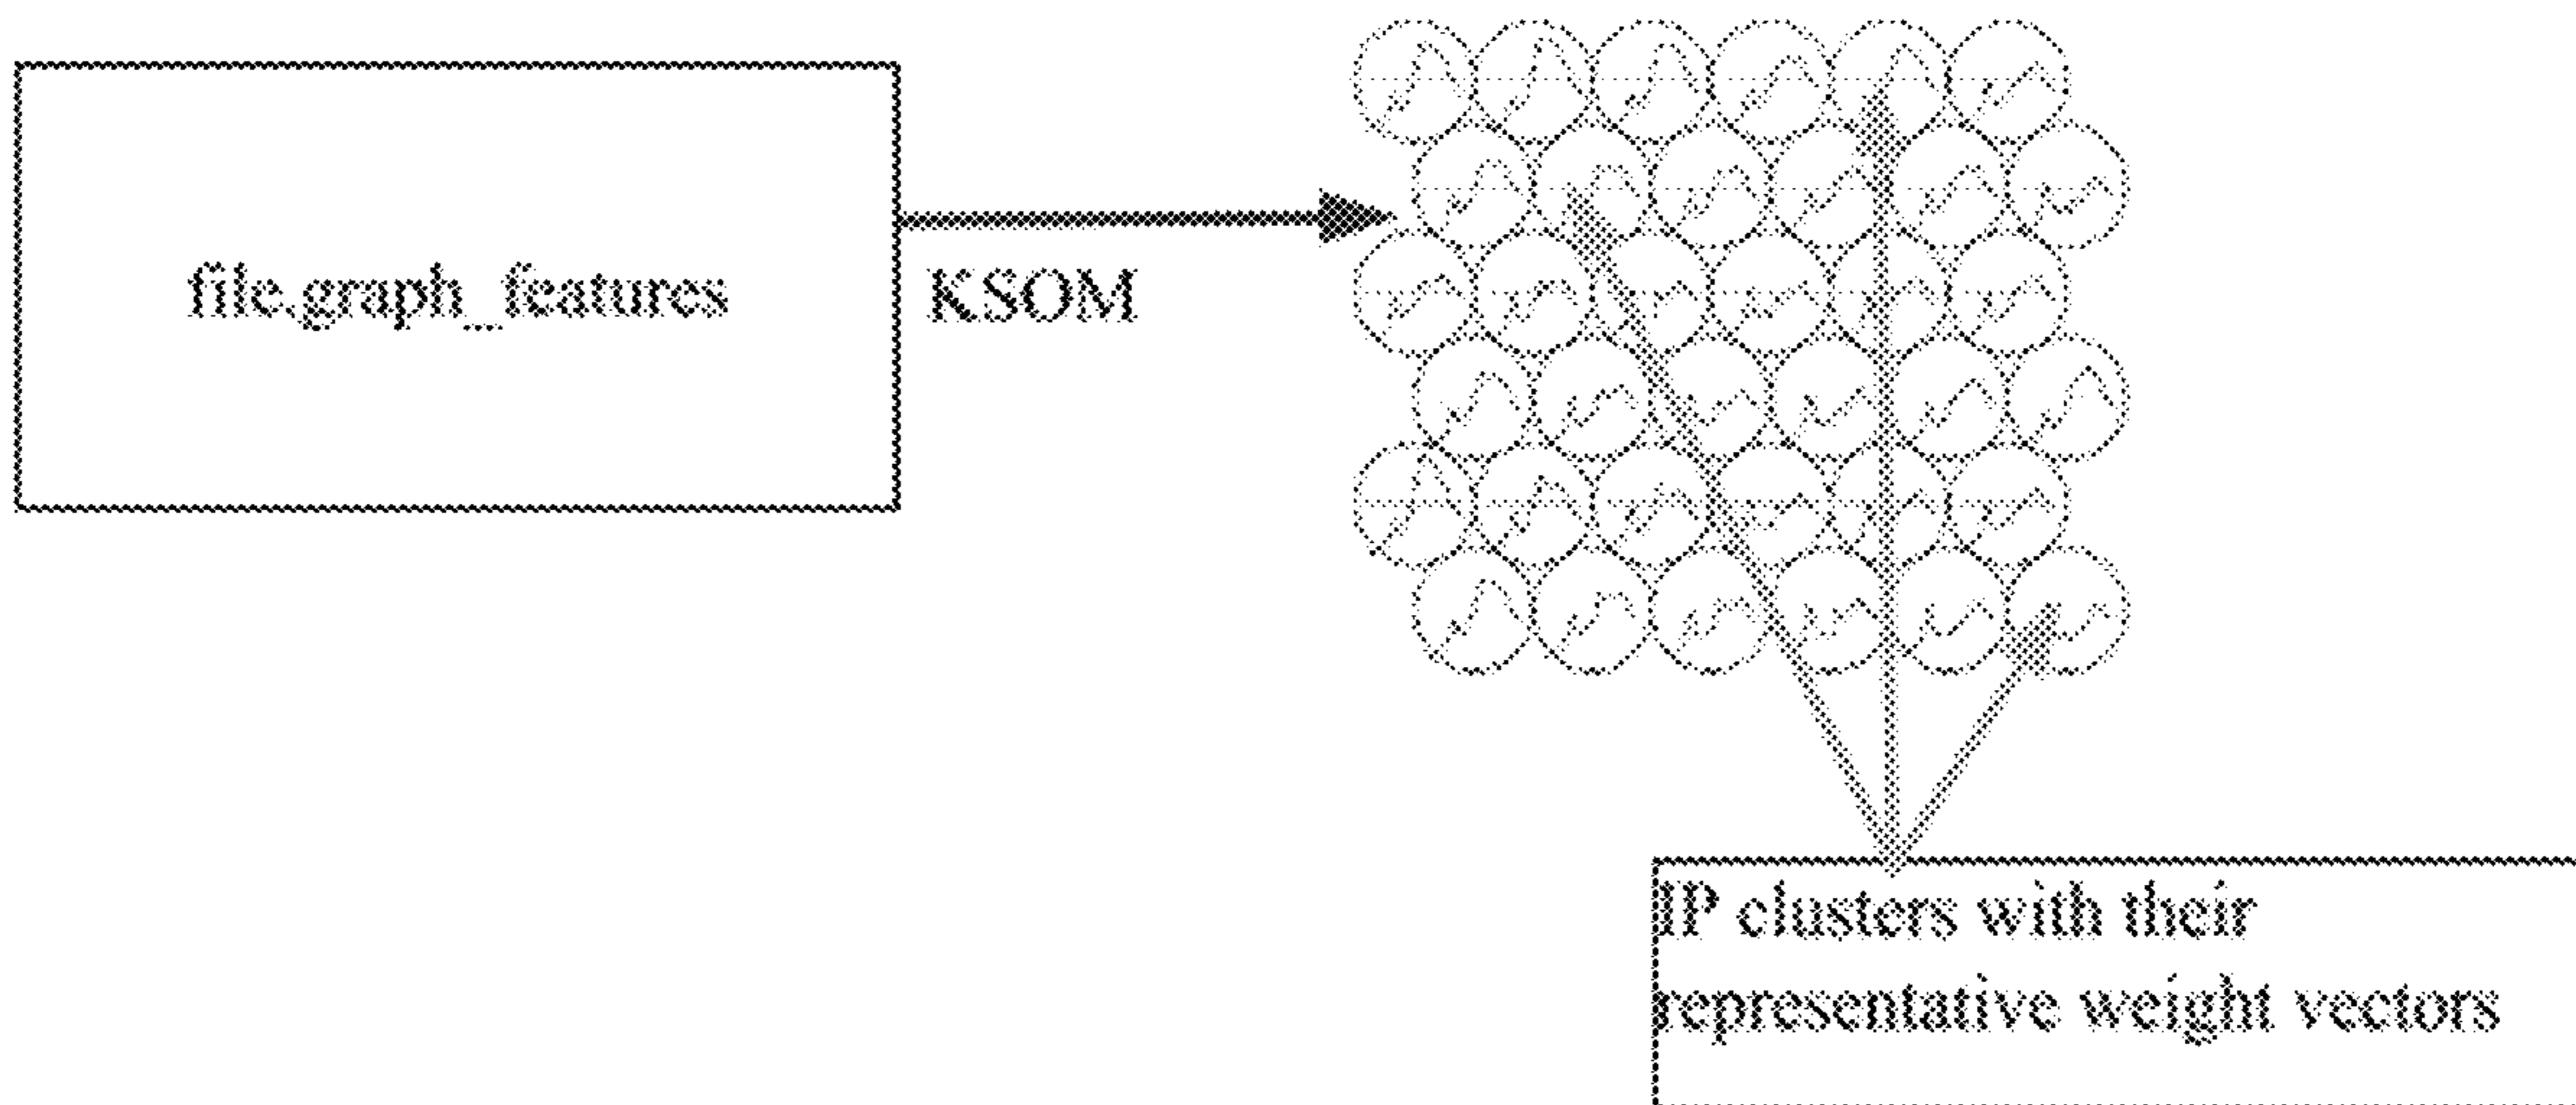 file.graph_features
KSOM
IP clusters with their
representative weight vectors